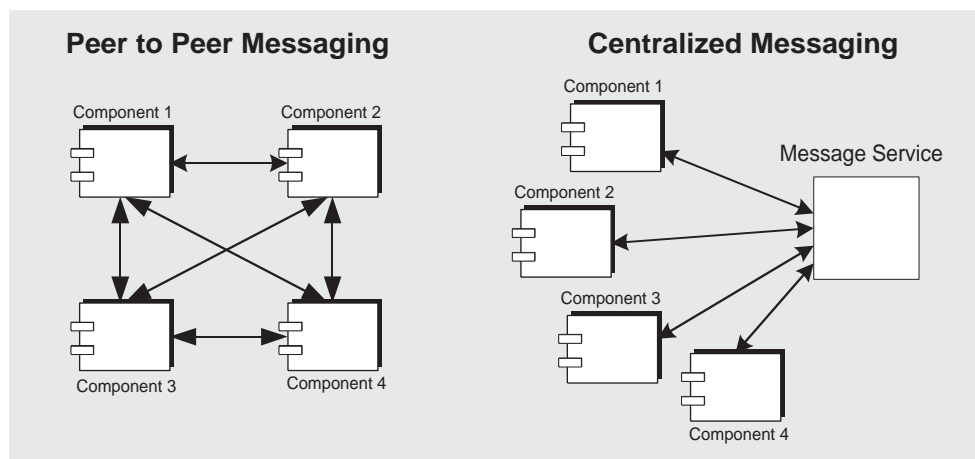 Peer to Peer Messaging
Component 1
Component 2
Component 3
Component 4
Centralized Messaging
Component 1
Message Service
Component 2
Component 3
Component 4